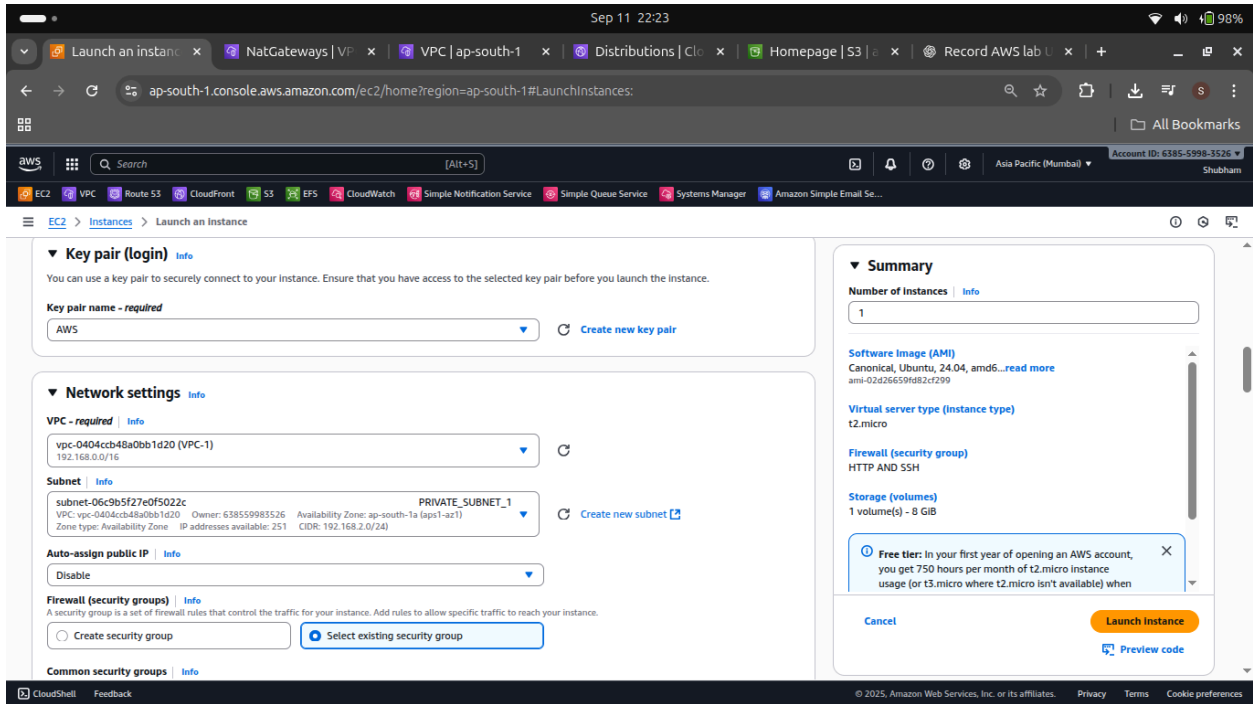 Sep 11 22:23
98%
Launch an instanc
NatGateways | VP
VPC | ap-south-1
Distributions | Clo
Homepage | S3 | a
Record AWS lab U
ap-south-1.console.aws.amazon.com/ec2/home?region=ap-south-1#LaunchInstances:
S
All Bookmarks
aws
Search
[Alt+S]
Asia Pacific (Mumbai)
Account ID: 6385-5998-3526
Shubham
EC2 VPC Route 53 CloudFront S3 EFS CloudWatch Simple Notification Service Simple Queue Service Systems Manager Amazon Simple Email Se...
EC2 > Instances > Launch an instance
Key pair (login) Info
You can use a key pair to securely connect to your instance. Ensure that you have access to the selected key pair before you launch the instance.
Key pair name - required
AWS
Create new key pair
Network settings Info
VPC - required | Info
vpc-0404ccb48a0bb1d20 (VPC-1)
192.168.0.0/16
Subnet | Info
subnet-06c9b5f27e0f5022c PRIVATE_SUBNET_1
VPC: vpc-0404ccb48a0bb1d20 Owner: 638559983526 Availability Zone: ap-south-1a (aps1-az1)
Zone type: Availability Zone IP addresses available: 251 CIDR: 192.168.2.0/24)
Create new subnet
Auto-assign public IP | Info
Disable
Firewall (security groups) | Info
A security group is a set of firewall rules that control the traffic for your instance. Add rules to allow specific traffic to reach your instance.
Create security group
Select existing security group
Common security groups | Info
Summary
Number of instances | Info
1
Software Image (AMI)
Canonical, Ubuntu, 24.04, amd6...read more
ami-02d26659fd82cf299
Virtual server type (instance type)
t2.micro
Firewall (security group)
HTTP AND SSH
Storage (volumes)
1 volume(s) - 8 GiB
Free tier: In your first year of opening an AWS account,
you get 750 hours per month of t2.micro instance
usage (or t3.micro where t2.micro isn't available) when
Cancel
Launch instance
Preview code
CloudShell Feedback
© 2025, Amazon Web Services, Inc. or its affiliates. Privacy Terms Cookie preferences